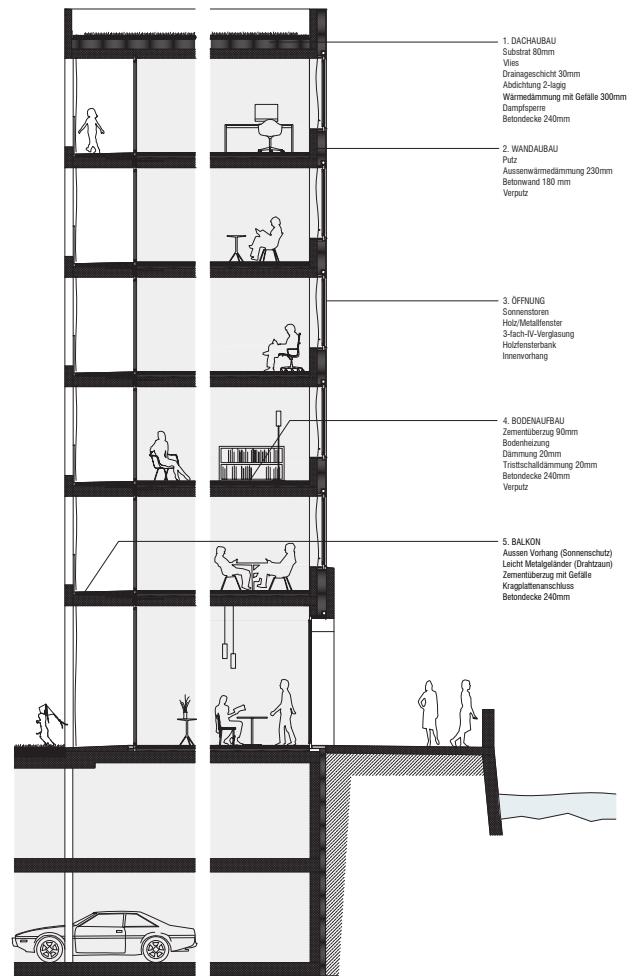 1. DACHAUBAU
Substrat 80mm
Vlies
Drainageschicht 30mm
Abdichtung 2-lagig
Wärmedämmung mit Gefälle 300mm
Dampfsperre
Betondecke 240mm
2. WANDAUBAU
Putz
Aussenwärmedämmung 230mm
Betonwand 180 mm
Verputz
3. ÖFFNUNG
Sonnenstoren
Holz/Metallfenster
3-fach-IV-Verglasung
Holzfensterbank
Innenvorhang
4. BODENAUFBAU
Zementüberzug 90mm
Bodenheizung
Dämmung 20mm
Tristtschalldämmung 20mm
Betondecke 240mm
Verputz
5. BALKON
Aussen Vorhang (Sonnenschutz)
Leicht Metalgeländer (Drahtzaun)
Zementüberzug mit Gefälle
Kragplattenanschluss
Betondecke 240mm